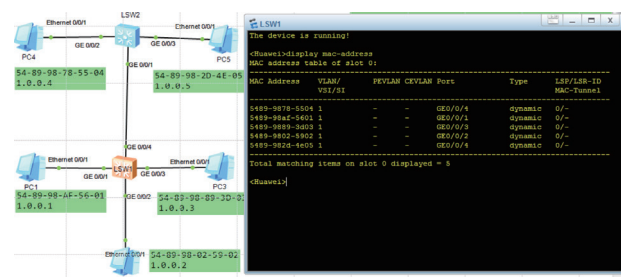 LSW2
Ethernet 0/0/1
Ethernet 0/0/1
GE 0/0/2
GE 0/0/3
PC4
PC5
GE 0/0/1
54-89-98-78-55-04
1.0.0.4
54-89-98-2D-4E-05
1.0.0.5
GE 0/0/4
Ethernet 0/0/1
Ethernet 0/0/1
LSW1
GE 0/0/1
GE 0/0/3
PC1
PC3
54-89-98-AF-56-01
1.0.0.1
GE 0/0/2
54-89-98-89-3D-03
1.0.0.3
Ethernet 0/0/1
54-89-98-02-59-02
1.0.0.2
LSW1
The device is running!
<Huawei>display mac-address
MAC address table of slot 0:
MAC Address VLAN/ PEVLAN CEVLAN Port Type LSP/LSR-ID
VSI/SI MAC-Tunnel
5489-9878-5504 1 - - GE0/0/4 dynamic 0/-
5489-98af-5601 1 - - GE0/0/1 dynamic 0/-
5489-9889-3d03 1 - - GE0/0/3 dynamic 0/-
5489-9802-5902 1 - - GE0/0/2 dynamic 0/-
5489-982d-4e05 1 - - GE0/0/4 dynamic 0/-
Total matching items on slot 0 displayed = 5
<Huawei>